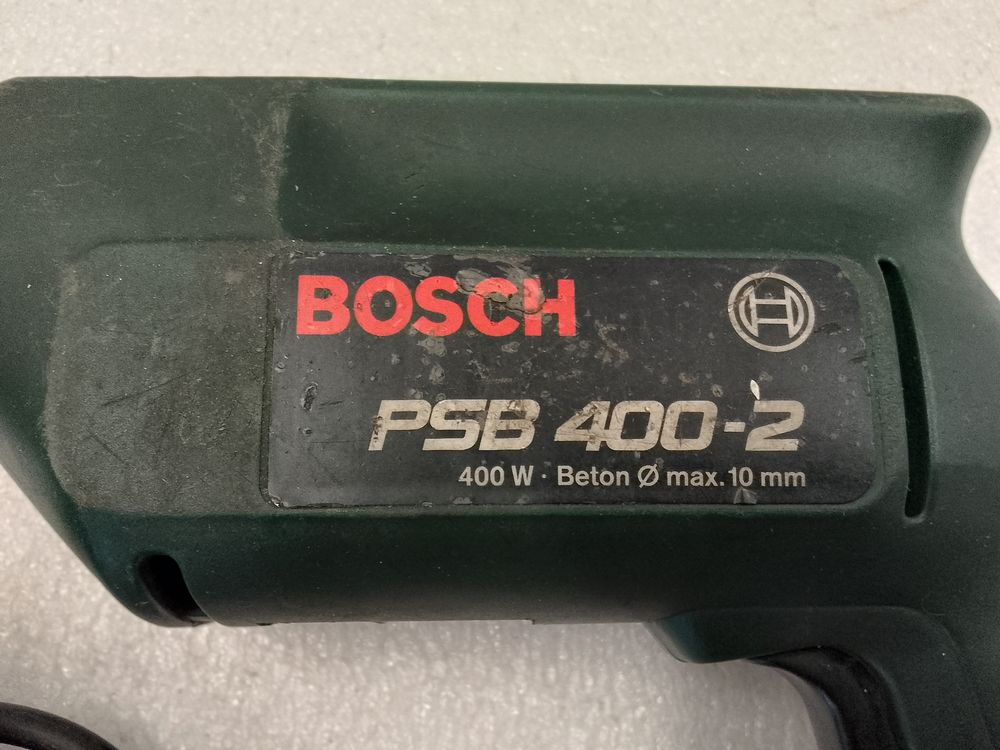 BOSCH
PSB 400-2
400 W · Beton Ø max. 10 mm